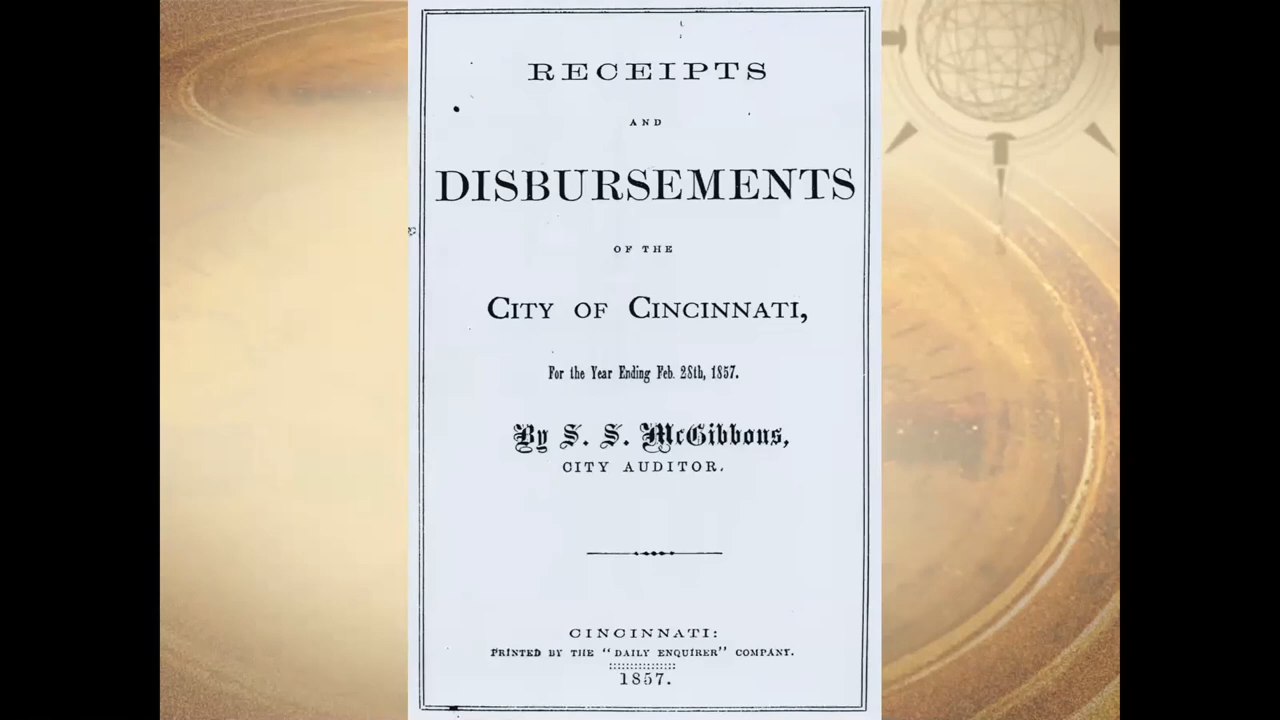 RECEIPTS
AND
DISBURSEMENTS
OF THE
CITY OF CINCINNATI,
For the Year Ending Feb. 28th, 1857.
By S. S. McGibbons,
CITY AUDITOR.
CINCINNATI:
PRINTED BY THE "DAILY ENQUIRER" COMPANY.
1857.